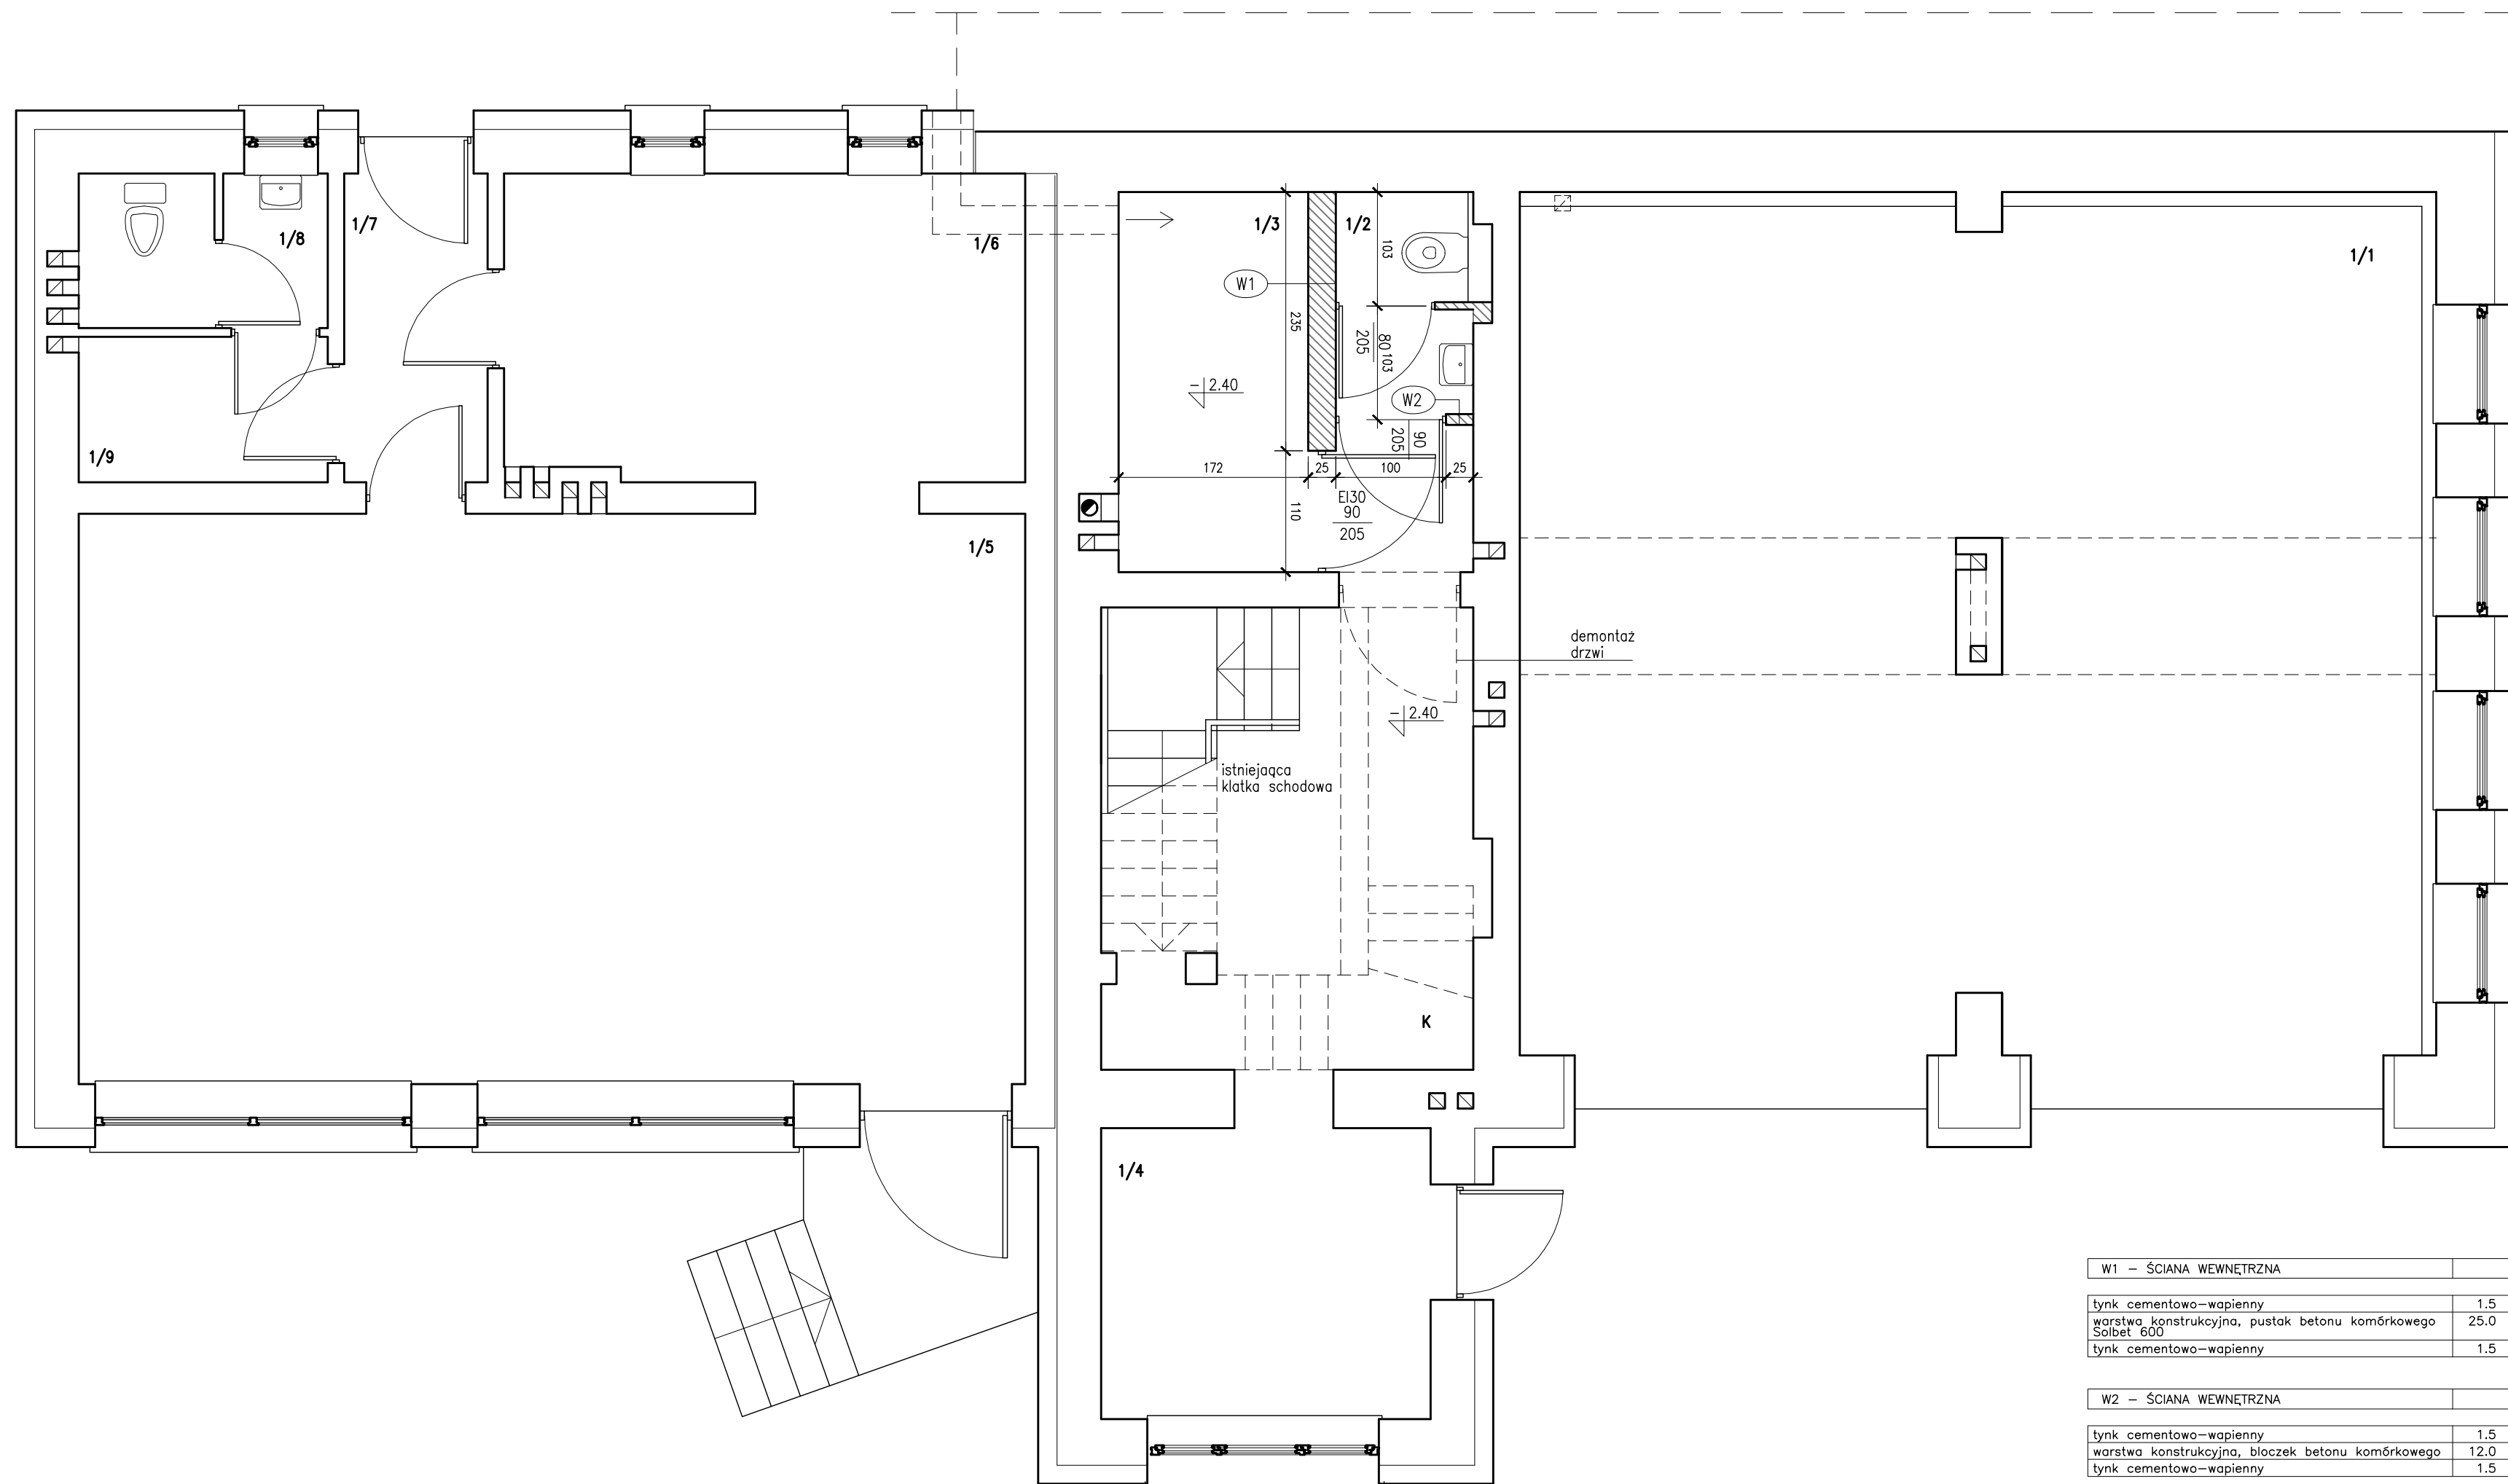 1/7
1/8
1/6
1/9
1/5
1/3
1/2
1/1
W1
103
235
80
205
103
- 2.40
W2
90
205
172
25
100
25
110
EI30
90
205
demontaż
drzwi
- 2.40
istniejąca
klatka schodowa
K
1/4
W1 - ŚCIANA WEWNĘTRZNA
tynk cementowo-wapienny 1.5
warstwa konstrukcyjna, pustak betonu komórkowego 25.0
Solbet 600
tynk cementowo-wapienny 1.5
W2 - ŚCIANA WEWNĘTRZNA
tynk cementowo-wapienny 1.5
warstwa konstrukcyjna, bloczek betonu komórkowego 12.0
tynk cementowo-wapienny 1.5